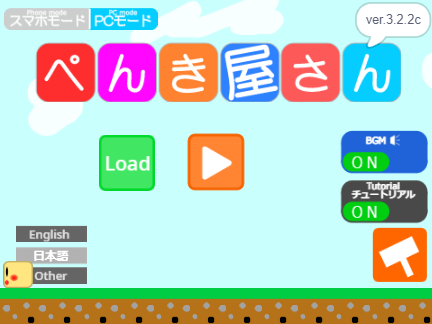 Phone mode
スマホモード
PC mode
PCモード
ver.3.2.2c
ぺんき屋さん
Load
BGM
ON
Tutorial
チュートリアル
ON
English
日本語
Other